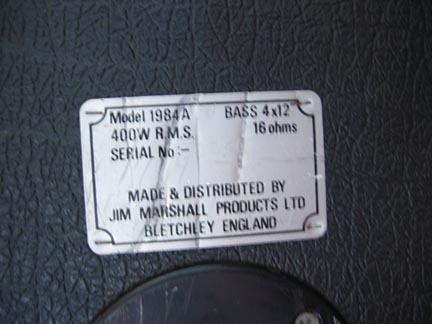 Model 1984A BASS 4x12"
400W R.M.S. 16 ohms
SERIAL No:-
MADE & DISTRIBUTED BY
JIM MARSHALL PRODUCTS LTD
BLETCHLEY ENGLAND